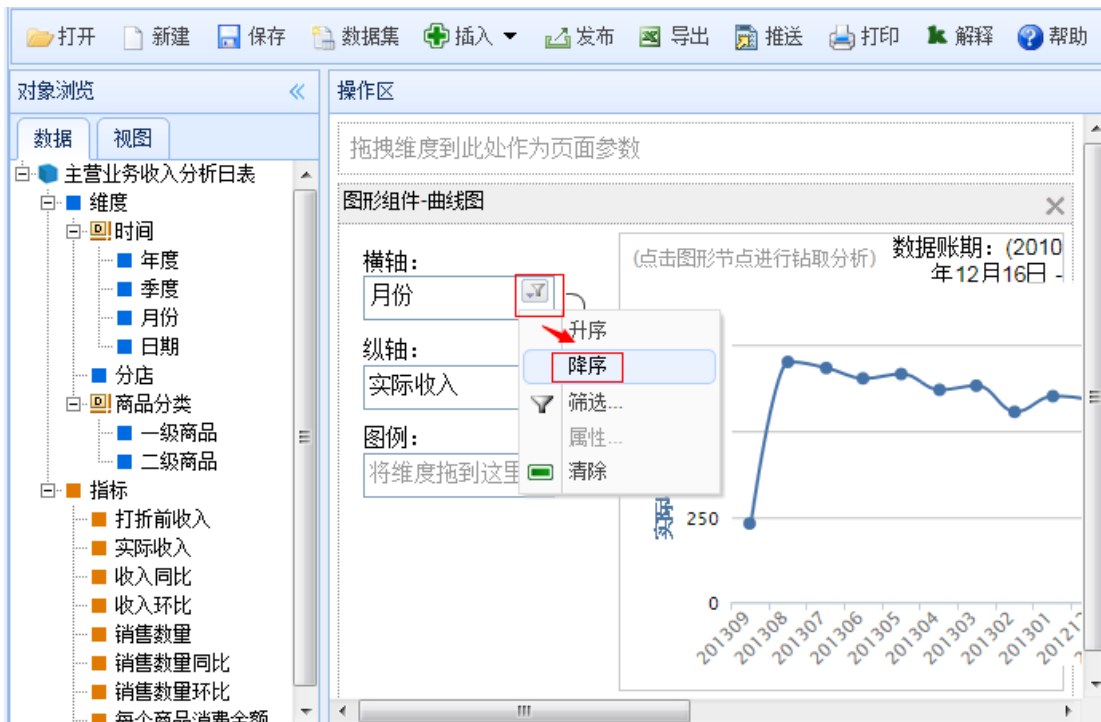 打开 新建 保存 数据集 插入 发布 导出 推送 打印 解释 帮助
对象浏览
数据 视图
主营业务收入分析日表
维度
时间
年度
季度
月份
日期
分店
商品分类
一级商品
二级商品
指标
打折前收入
实际收入
收入同比
收入环比
销售数量
销售数量同比
销售数量环比
每个商品消费金额
操作区
拖拽维度到此处作为页面参数
图形组件-曲线图
横轴：
月份
纵轴：
实际收入
图例：
将维度拖到这里
升序
降序
筛选...
属性...
清除
(点击图形节点进行钻取分析)
数据账期：(2010
年12月16日 -
250
0
201309 201308 201307 201306 201305 201304 201303 201302 201301